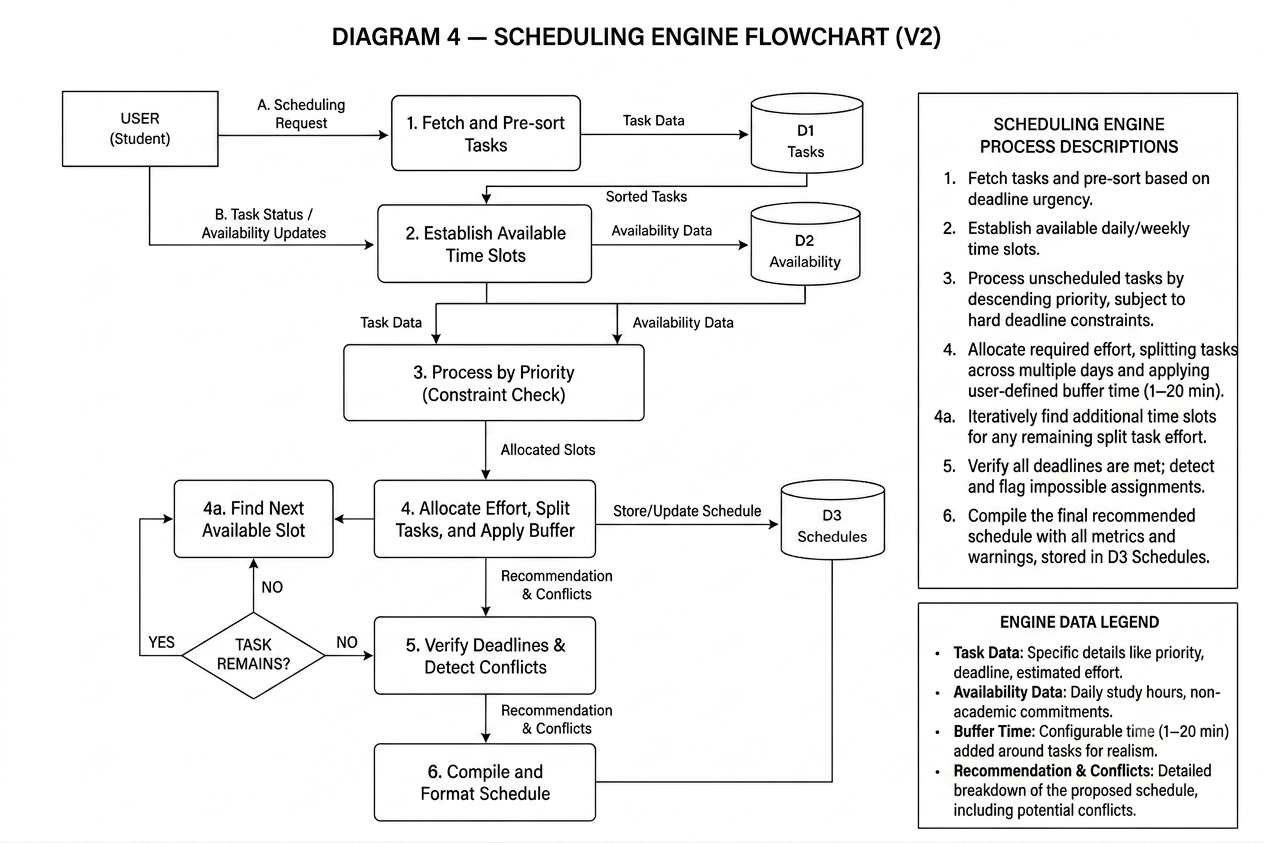 DIAGRAM 4 — SCHEDULING ENGINE FLOWCHART (V2)
USER
(Student)
A. Scheduling
Request
1. Fetch and Pre-sort
Tasks
Task Data
D1
Tasks
Sorted Tasks
B. Task Status /
Availability Updates
2. Establish Available
Time Slots
Availability Data
D2
Availability
Task Data
Availability Data
3. Process by Priority
(Constraint Check)
Allocated Slots
4a. Find Next
Available Slot
4. Allocate Effort, Split
Tasks, and Apply Buffer
Store/Update Schedule
D3
Schedules
NO
Recommendation
& Conflicts
YES
TASK
REMAINS?
NO
5. Verify Deadlines &
Detect Conflicts
Recommendation
& Conflicts
6. Compile and
Format Schedule
SCHEDULING ENGINE
PROCESS DESCRIPTIONS
1. Fetch tasks and pre-sort based on
deadline urgency.
2. Establish available daily/weekly
time slots.
3. Process unscheduled tasks by
descending priority, subject to
hard deadline constraints.
4. Allocate required effort, splitting tasks
across multiple days and applying
user-defined buffer time (1–20 min).
4a. Iteratively find additional time slots
for any remaining split task effort.
5. Verify all deadlines are met; detect
and flag impossible assignments.
6. Compile the final recommended
schedule with all metrics and
warnings, stored in D3 Schedules.
ENGINE DATA LEGEND
• Task Data: Specific details like priority,
deadline, estimated effort.
• Availability Data: Daily study hours, non-
academic commitments.
• Buffer Time: Configurable time (1–20 min)
added around tasks for realism.
• Recommendation & Conflicts: Detailed
breakdown of the proposed schedule,
including potential conflicts.